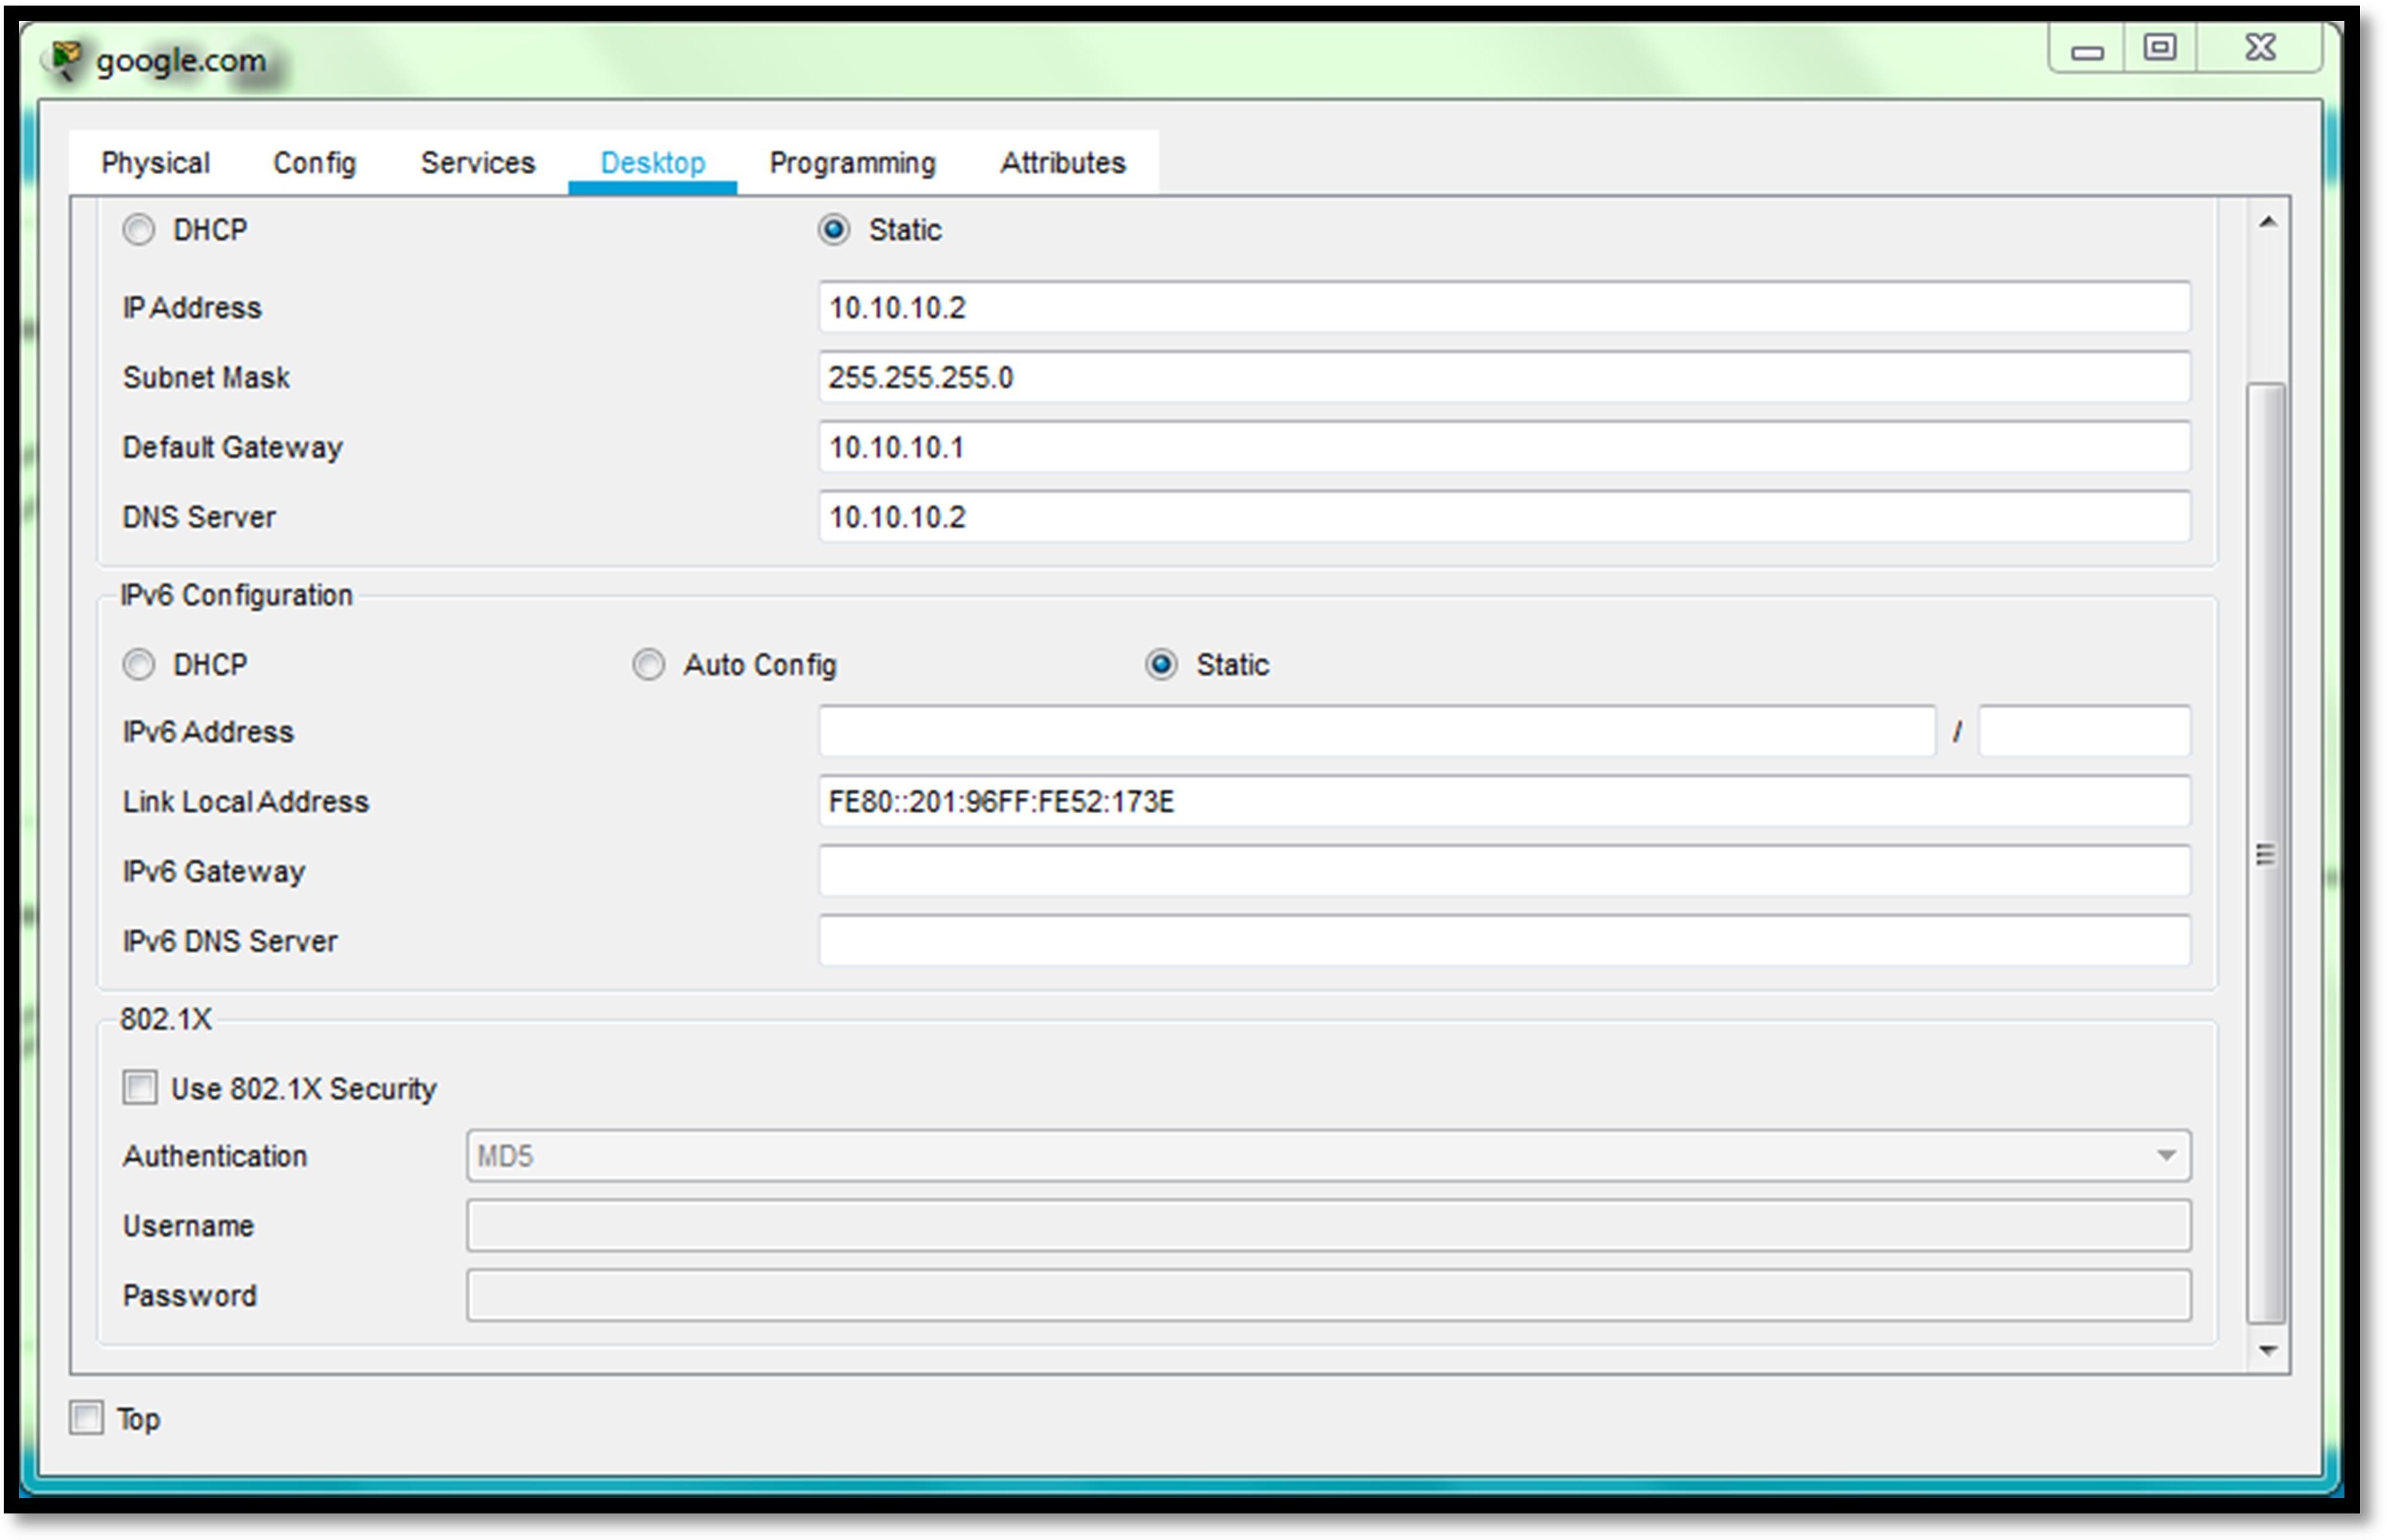 google.com
Physical Config Services Desktop Programming Attributes
DHCP Static
IP Address 10.10.10.2
Subnet Mask 255.255.255.0
Default Gateway 10.10.10.1
DNS Server 10.10.10.2
IPv6 Configuration
DHCP Auto Config Static
IPv6 Address /
Link Local Address FE80::201:96FF:FE52:173E
IPv6 Gateway
IPv6 DNS Server
802.1X
Use 802.1X Security
Authentication MD5
Username
Password
Top